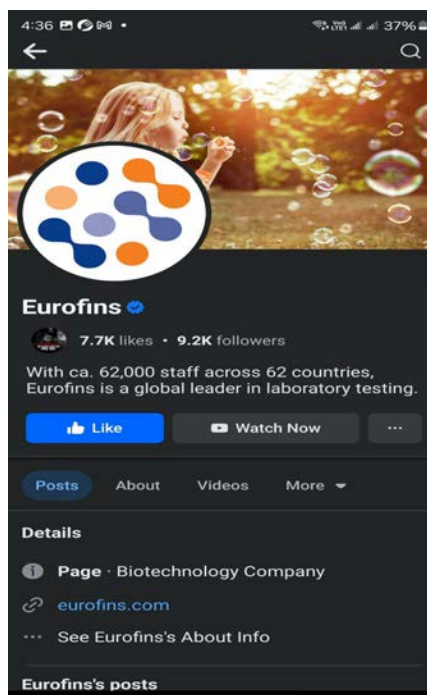 4:36
37%
Eurofins
7.7K likes • 9.2K followers
With ca. 62,000 staff across 62 countries,
Eurofins is a global leader in laboratory testing.
Like
Watch Now
Posts
About
Videos
More
Details
Page · Biotechnology Company
eurofins.com
See Eurofins's About Info
Eurofins's posts